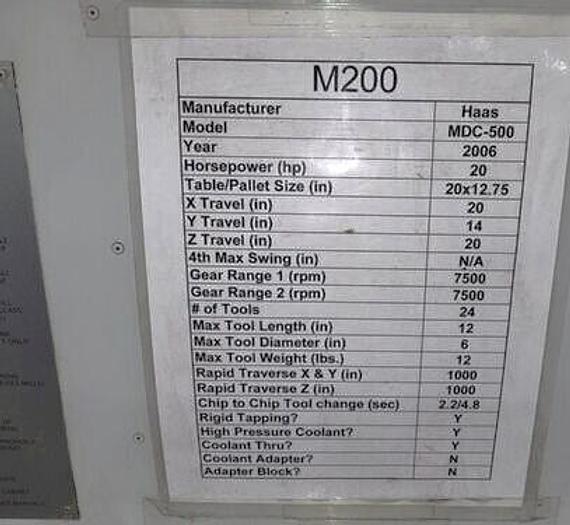 M200
Manufacturer Haas
Model MDC-500
Year 2006
Horsepower (hp) 20
Table/Pallet Size (in) 20x12.75
X Travel (in) 20
Y Travel (in) 14
Z Travel (in) 20
4th Max Swing (in) N/A
Gear Range 1 (rpm) 7500
Gear Range 2 (rpm) 7500
# of Tools 24
Max Tool Length (in) 12
Max Tool Diameter (in) 6
Max Tool Weight (lbs.) 12
Rapid Traverse X & Y (in) 1000
Rapid Traverse Z (in) 1000
Chip to Chip Tool change (sec) 2.2/4.8
Rigid Tapping? Y
High Pressure Coolant? Y
Coolant Thru? Y
Coolant Adapter? N
Adapter Block? N